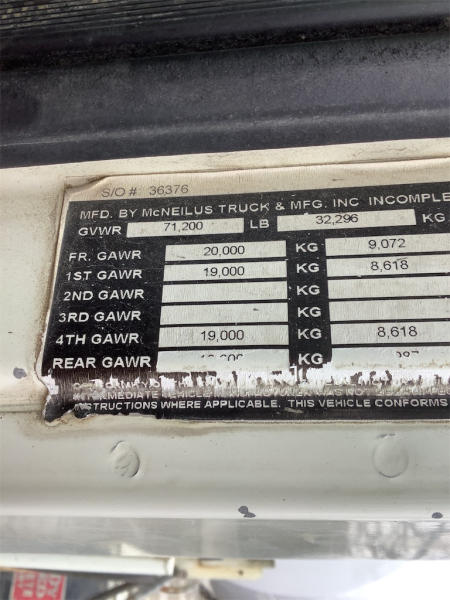 S/O #: 36376
MFD. BY McNEILUS TRUCK & MFG. INC INCOMPLE
GVWR 71,200 LB 32,296 KG
FR. GAWR 20,000 KG 9,072
1ST GAWR 19,000 KG 8,618
2ND GAWR KG
3RD GAWR KG
4TH GAWR 19,000 KG 8,618
REAR GAWR KG
INTERMEDIATE VEHICLE
INSTRUCTIONS WHERE APPLICABLE. THIS VEHICLE CONFORMS